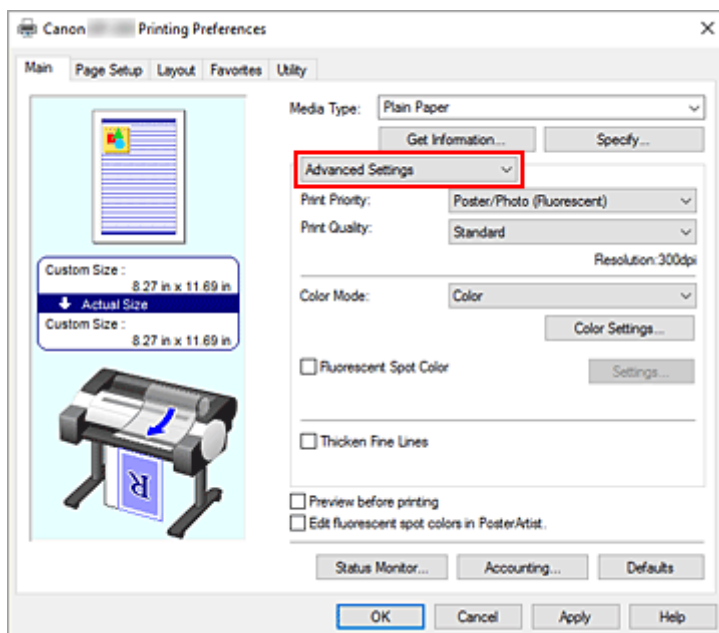 Canon Printing Preferences
Main Page Setup Layout Favorites Utility
Media Type: Plain Paper
Get Information... Specify...
Advanced Settings
Print Priority: Poster/Photo (Fluorescent)
Print Quality: Standard
Resolution:300dpi
Custom Size :
8.27 in x 11.69 in
Actual Size
Custom Size :
8.27 in x 11.69 in
Color Mode: Color
Color Settings...
Fluorescent Spot Color Settings...
Thicken Fine Lines
R
Preview before printing
Edit fluorescent spot colors in PosterArtist.
Status Monitor... Accounting... Defaults
OK Cancel Apply Help